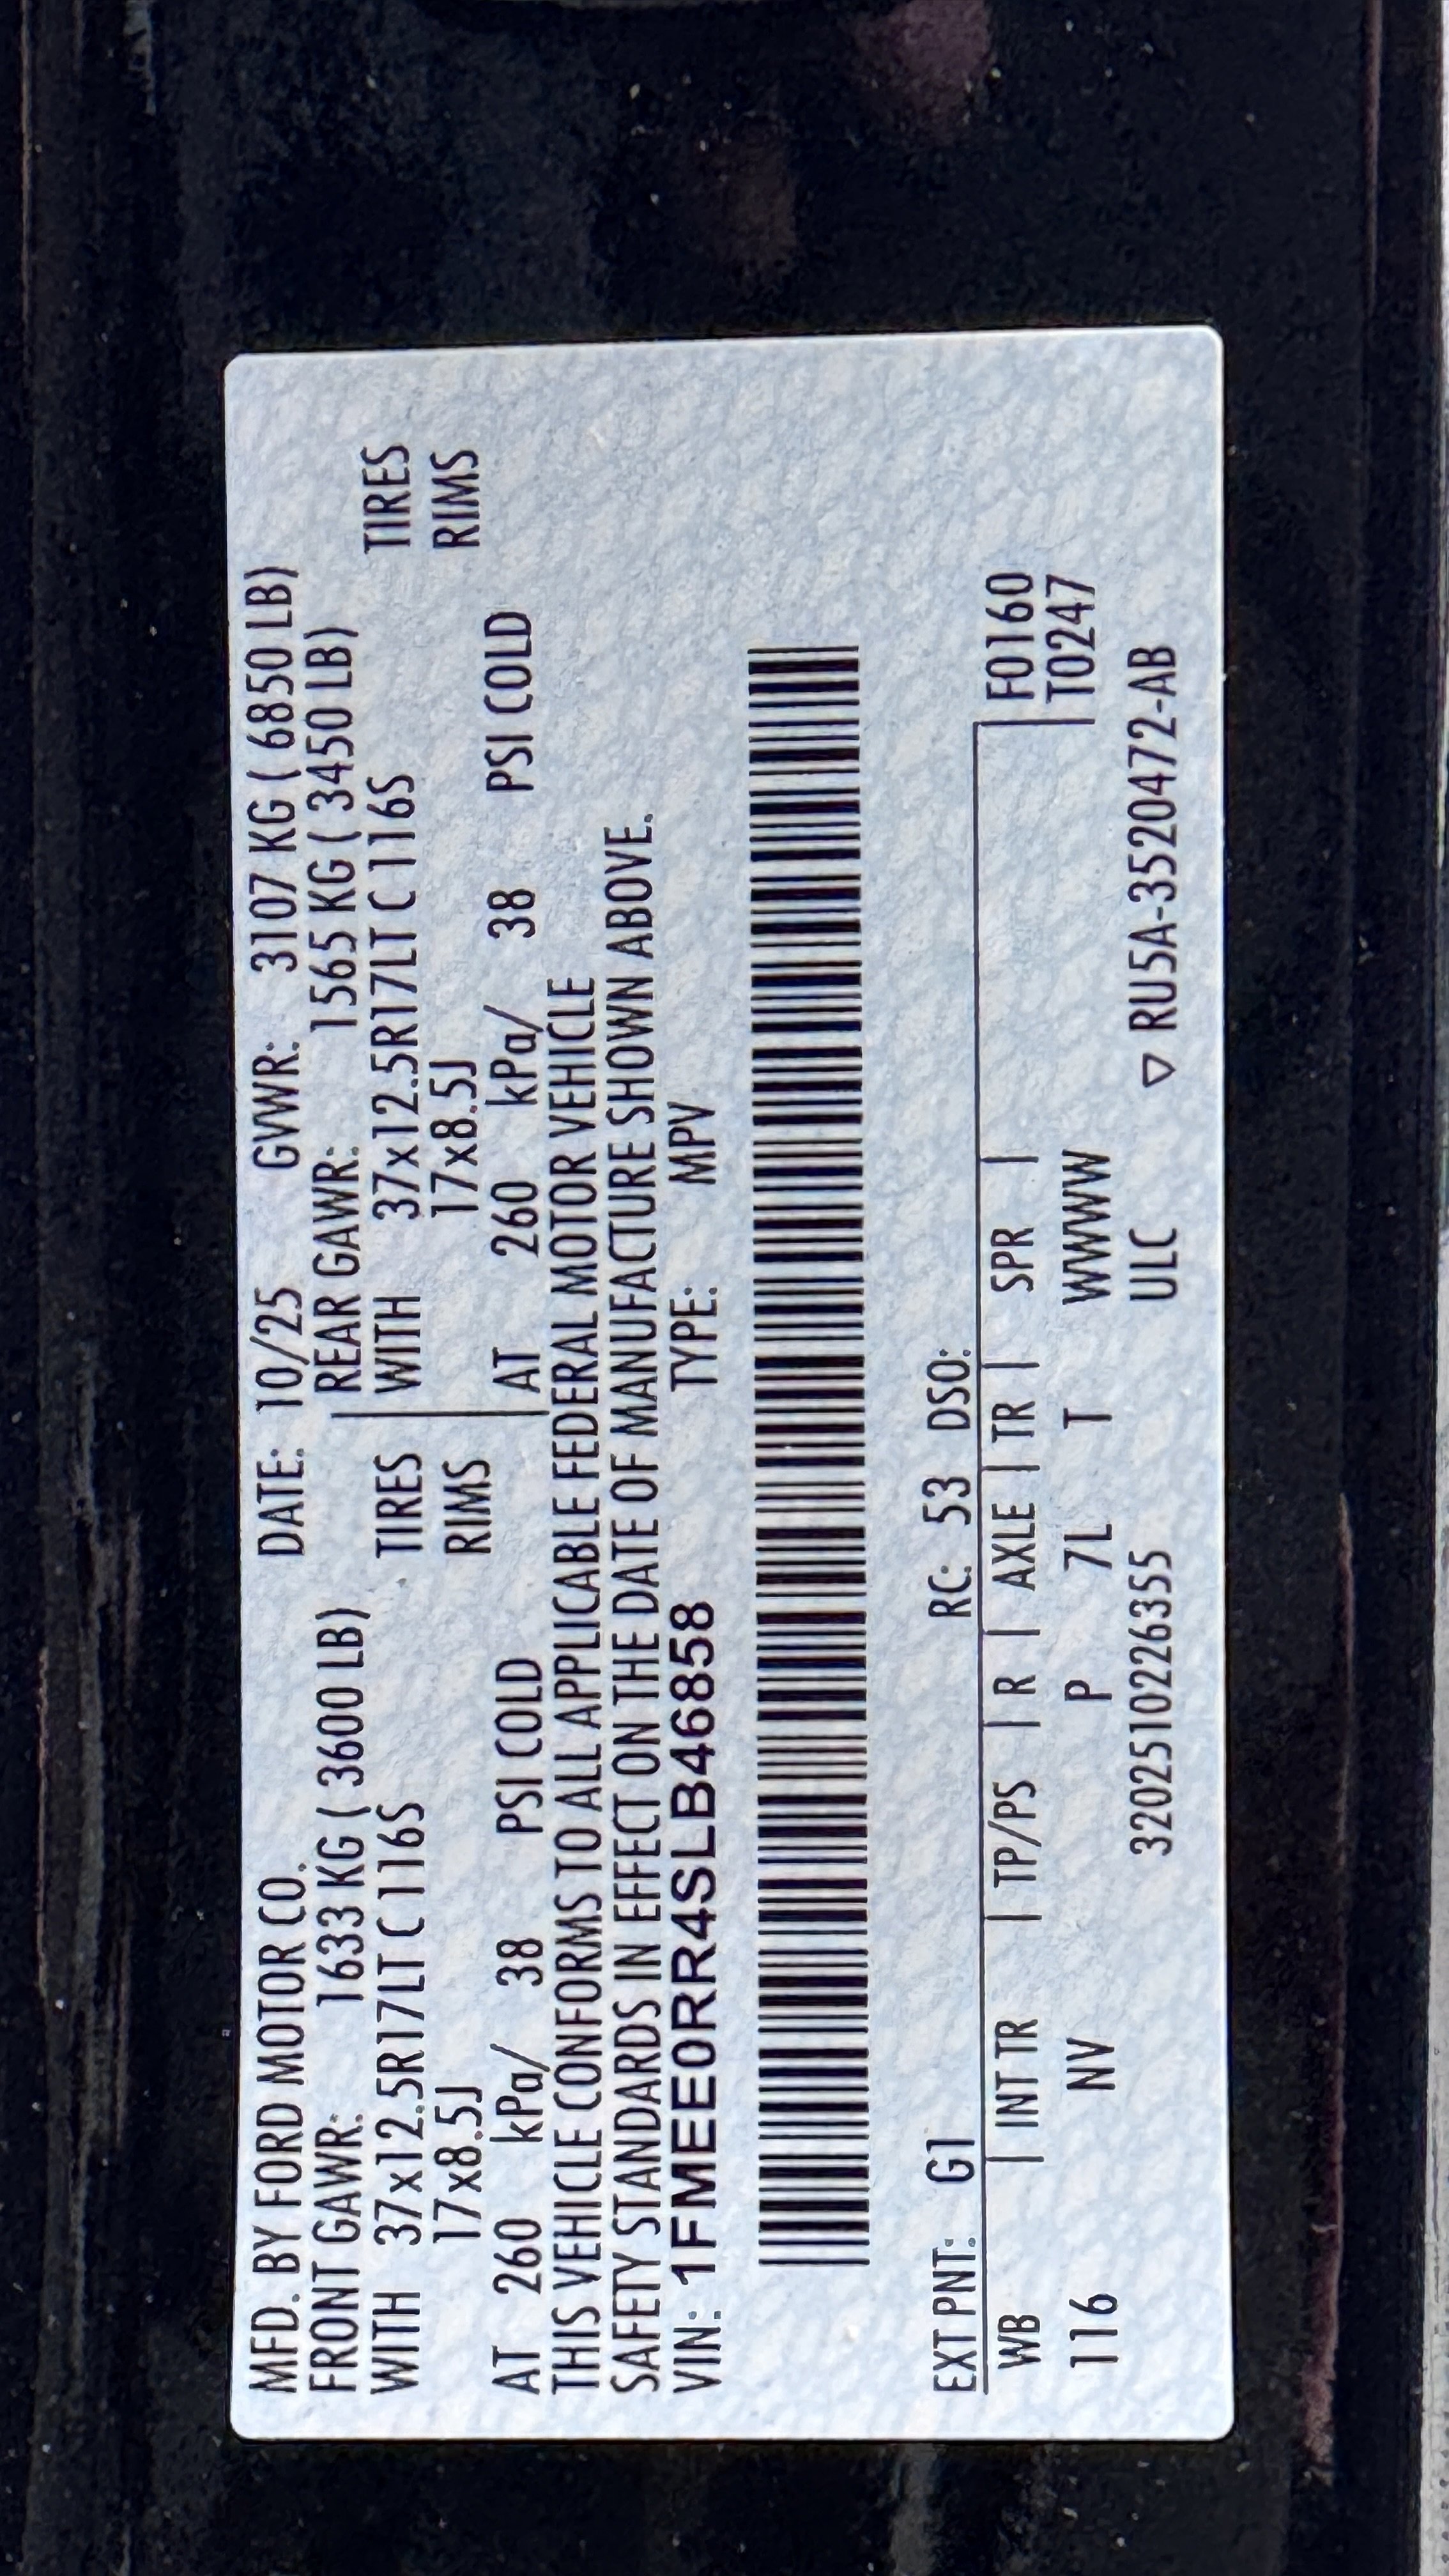 MFD. BY FORD MOTOR CO. DATE: 10/25 GVWR: 3107 KG ( 6850 LB)
FRONT GAWR: 1633 KG ( 3600 LB) REAR GAWR: 1565 KG ( 3450 LB)
WITH 37x12.5R17LT C 116S TIRES WITH 37x12.5R17LT C 116S TIRES
17x8.5J RIMS 17x8.5J RIMS
AT 260 kPa/ 38 PSI COLD AT 260 kPa/ 38 PSI COLD
THIS VEHICLE CONFORMS TO ALL APPLICABLE FEDERAL MOTOR VEHICLE
SAFETY STANDARDS IN EFFECT ON THE DATE OF MANUFACTURE SHOWN ABOVE.
VIN: 1FMEE0RR4SLB46858 TYPE: MPV
EXT PNT: G1 RC: 53 DSO:
WB | INT TR | TP/PS | R | AXLE | TR | SPR | F0160
116 NV P 7L T WWWW T0247
3202510226355 ULC ▽ RU5A-3520472-AB